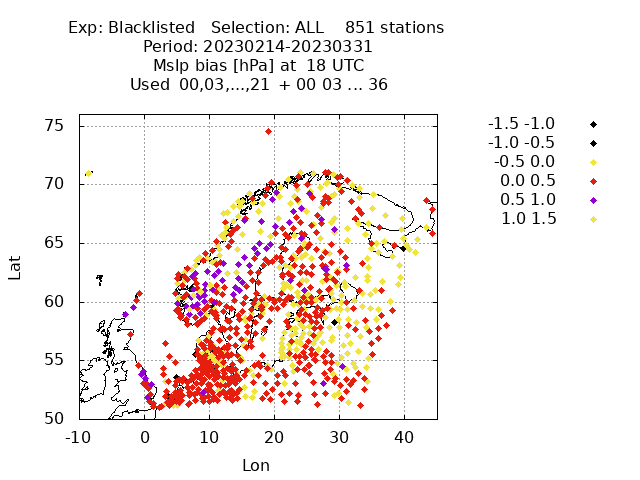 Exp: Blacklisted   Selection: ALL    851 stations
Period: 20230214-20230331
Mslp bias [hPa] at  18 UTC
Used  00,03,...,21  + 00 03 ... 36
-1.5 -1.0
-1.0 -0.5
-0.5 0.0
0.0 0.5
0.5 1.0
1.0 1.5
75
70
65
60
55
50
Lat
-10 0 10 20 30 40
Lon